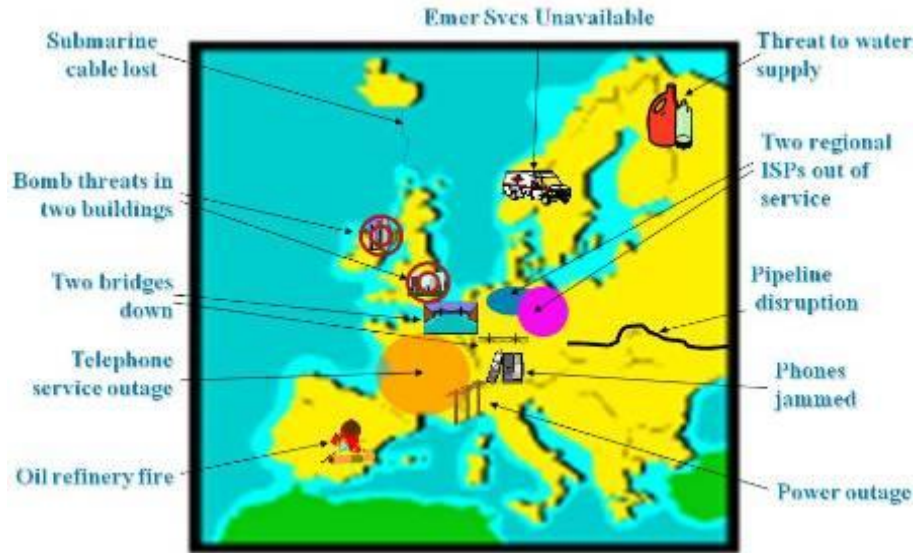 Emer Svcs Unavailable
Submarine
cable lost
Threat to water
supply
Two regional
ISPs out of
service
Bomb threats in
two buildings
Two bridges
down
Pipeline
disruption
Telephone
service outage
Phones
jammed
Oil refinery fire
Power outage